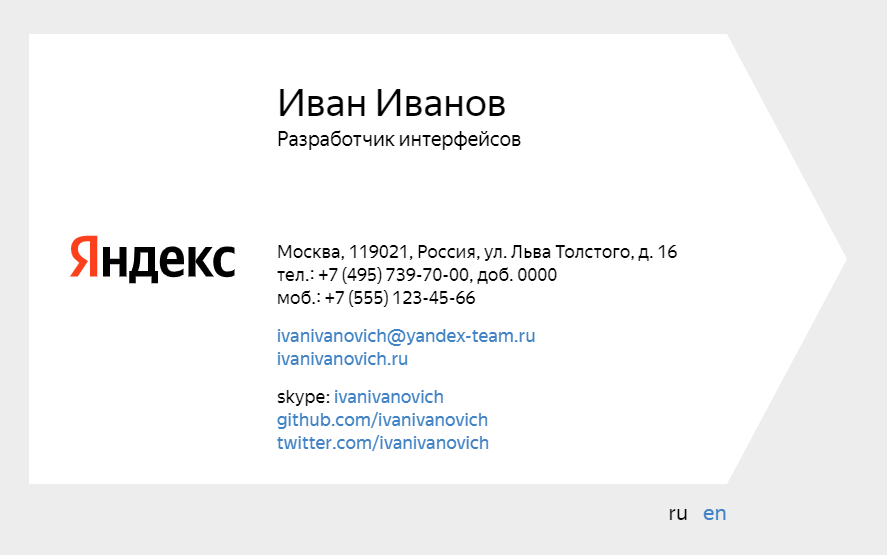 Иван Иванов
Разработчик интерфейсов
Яндекс
Москва, 119021, Россия, ул. Льва Толстого, д. 16
тел.: +7 (495) 739-70-00, доб. 0000
моб.: +7 (555) 123-45-66
ivanivanovich@yandex-team.ru
ivanivanovich.ru
skype: ivanivanovich
github.com/ivanivanovich
twitter.com/ivanivanovich
ru en